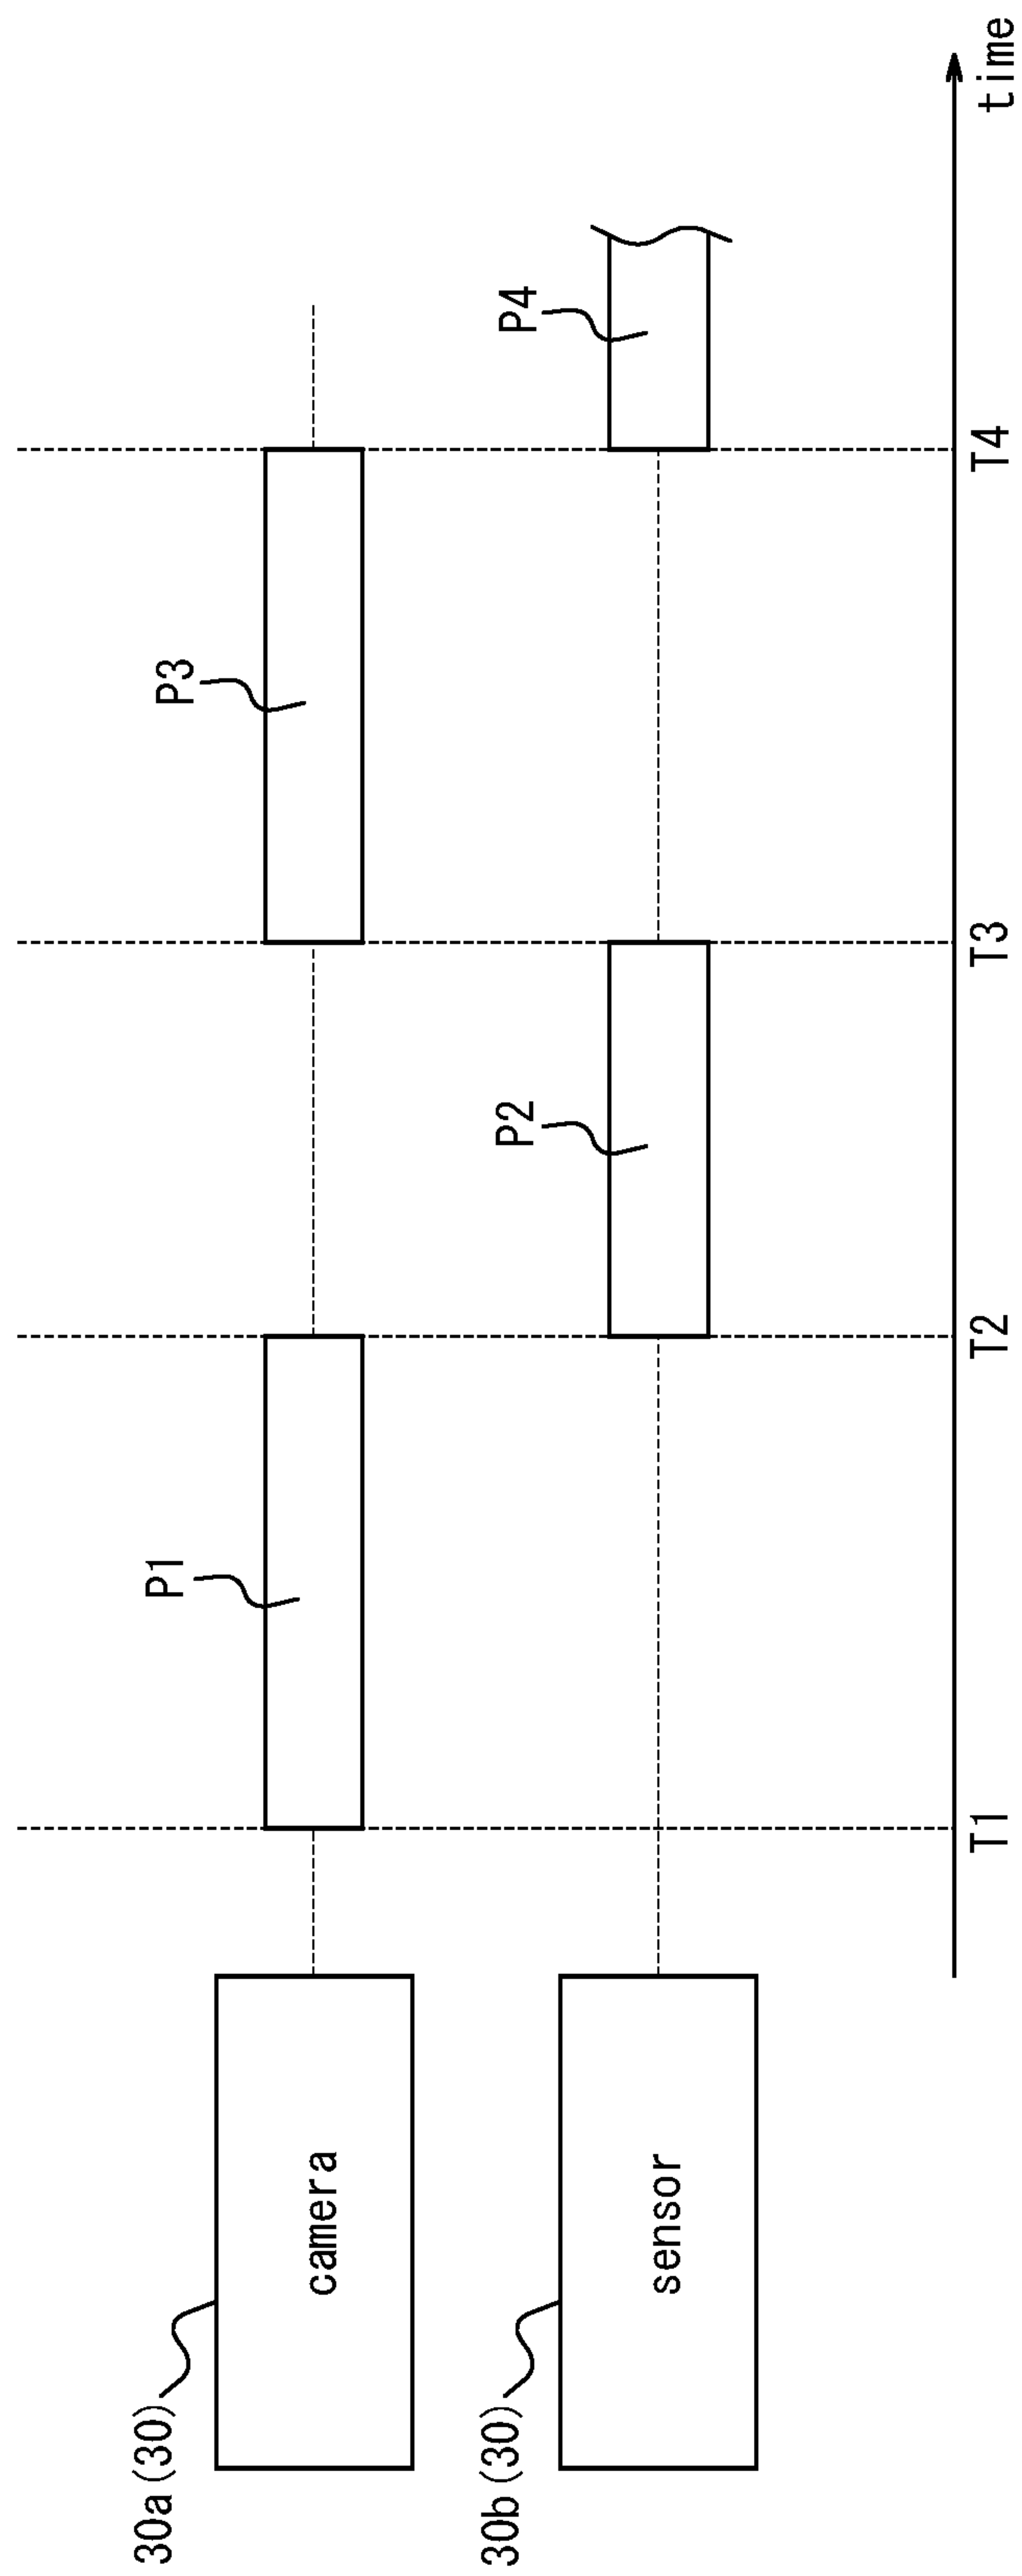 30a(30)
camera
P1
P3
30b(30)
sensor
P2
P4
T1
T2
T3
T4
time